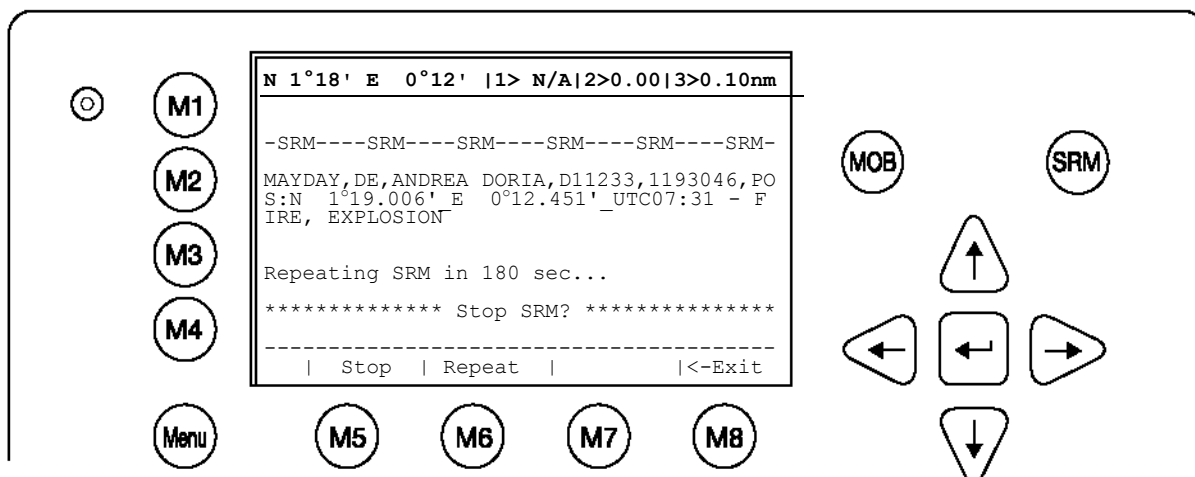 N 1°18' E  0°12' |1> N/A|2>0.00|3>0.10nm
M1
-SRM----SRM----SRM----SRM----SRM----SRM-
MOB
SRM
M2
MAYDAY,DE,ANDREA DORIA,D11233,1193046,PO
S:N  1°19.006'_E  0°12.451'_UTC07:31 - F
IRE, EXPLOSION
M3
Repeating SRM in 180 sec...
M4
************** Stop SRM? ***************
----------------------------------------
| Stop | Repeat | |<-Exit
Menu
M5
M6
M7
M8